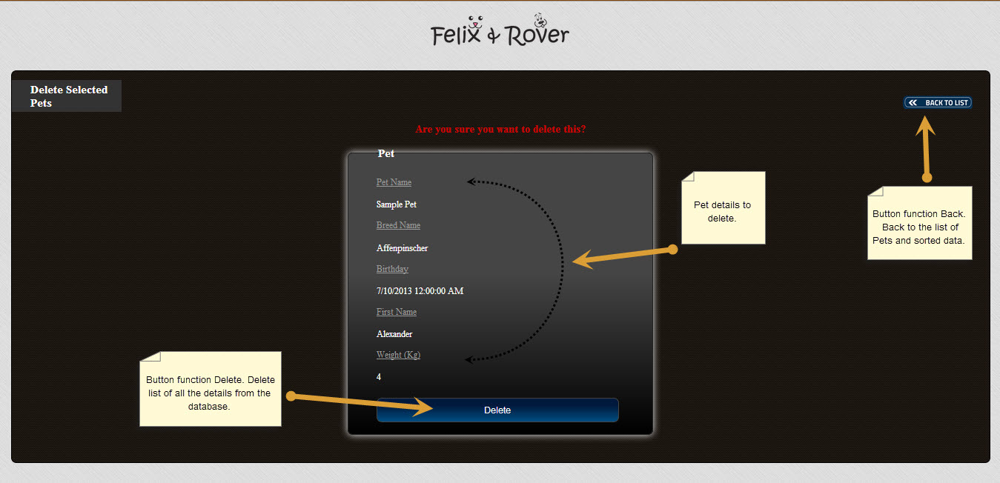 Felix & Rover
Delete Selected
Pets
BACK TO LIST
Are you sure you want to delete this?
Pet
Pet Name
Sample Pet
Breed Name
Affenpinscher
Birthday
7/10/2013 12:00:00 AM
First Name
Alexander
Weight (Kg)
4
Delete
Pet details to
delete.
Button function Back.
Back to the list of
Pets and sorted data.
Button function Delete. Delete
list of all the details from the
database.